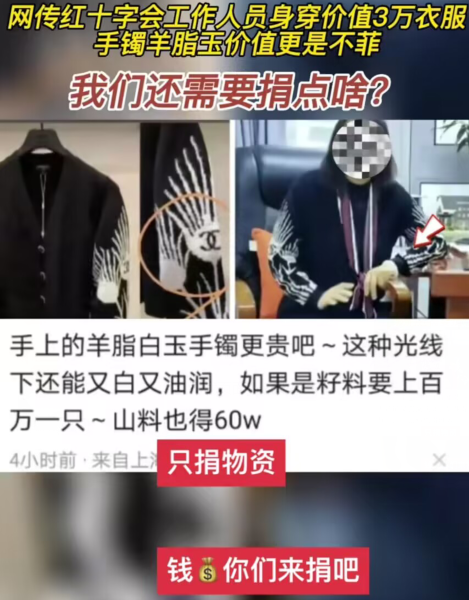 网传红十字会工作人员身穿价值3万衣服
手镯羊脂玉价值更是不菲
我们还需要捐点啥?
手上的羊脂白玉手镯更贵吧～这种光线
下还能又白又油润，如果是籽料要上百
万一只～山料也得60w
4小时前·来自上海
只捐物资
钱💰你们来捐吧